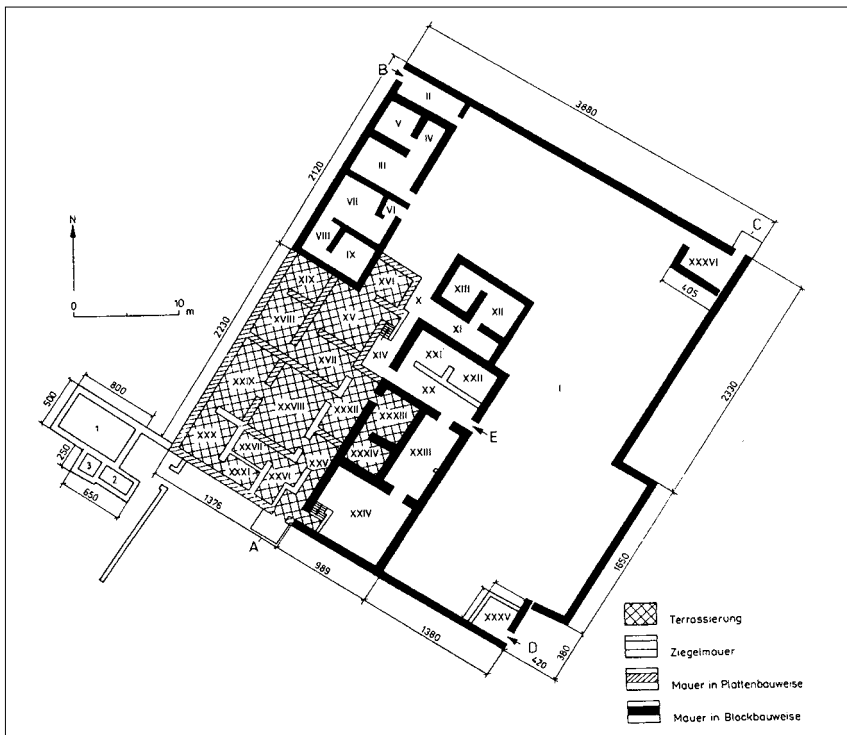 B
II
3880
V
IV
2120
III
VII
VI
VIII
IX
C
XXXVI
405
N
0
10
m
XIX
XVI
X
XV
XVIII
XIII
XII
XI
XIV
XVII
XXI
XXII
XX
I
2230
2330
XXIX
XXVIII
XXXII
XXXIII
XXXIV
XXIII
E
500
800
1
250
3
2
650
XXX
XXVII
XXXI
XXVI
XXV
XXIV
1376
A
989
1380
XXXV
D
420
380
1650
Terrassierung
Ziegelmauer
Mauer in Plattenbauweise
Mauer in Blockbauweise